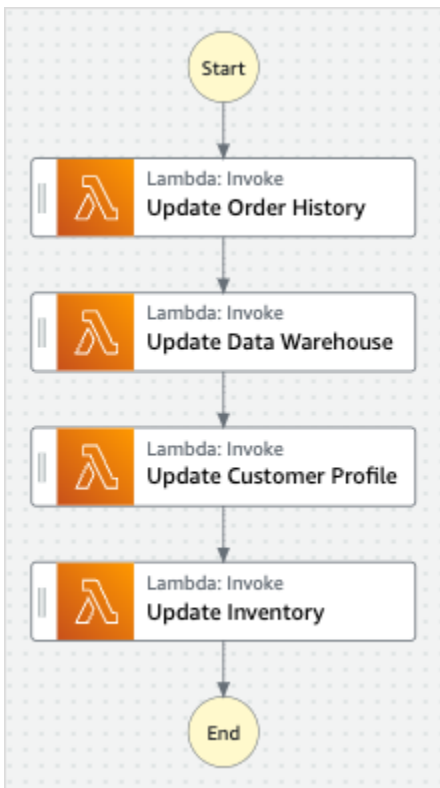 Start
Lambda: Invoke
Update Order History
Lambda: Invoke
Update Data Warehouse
Lambda: Invoke
Update Customer Profile
Lambda: Invoke
Update Inventory
End